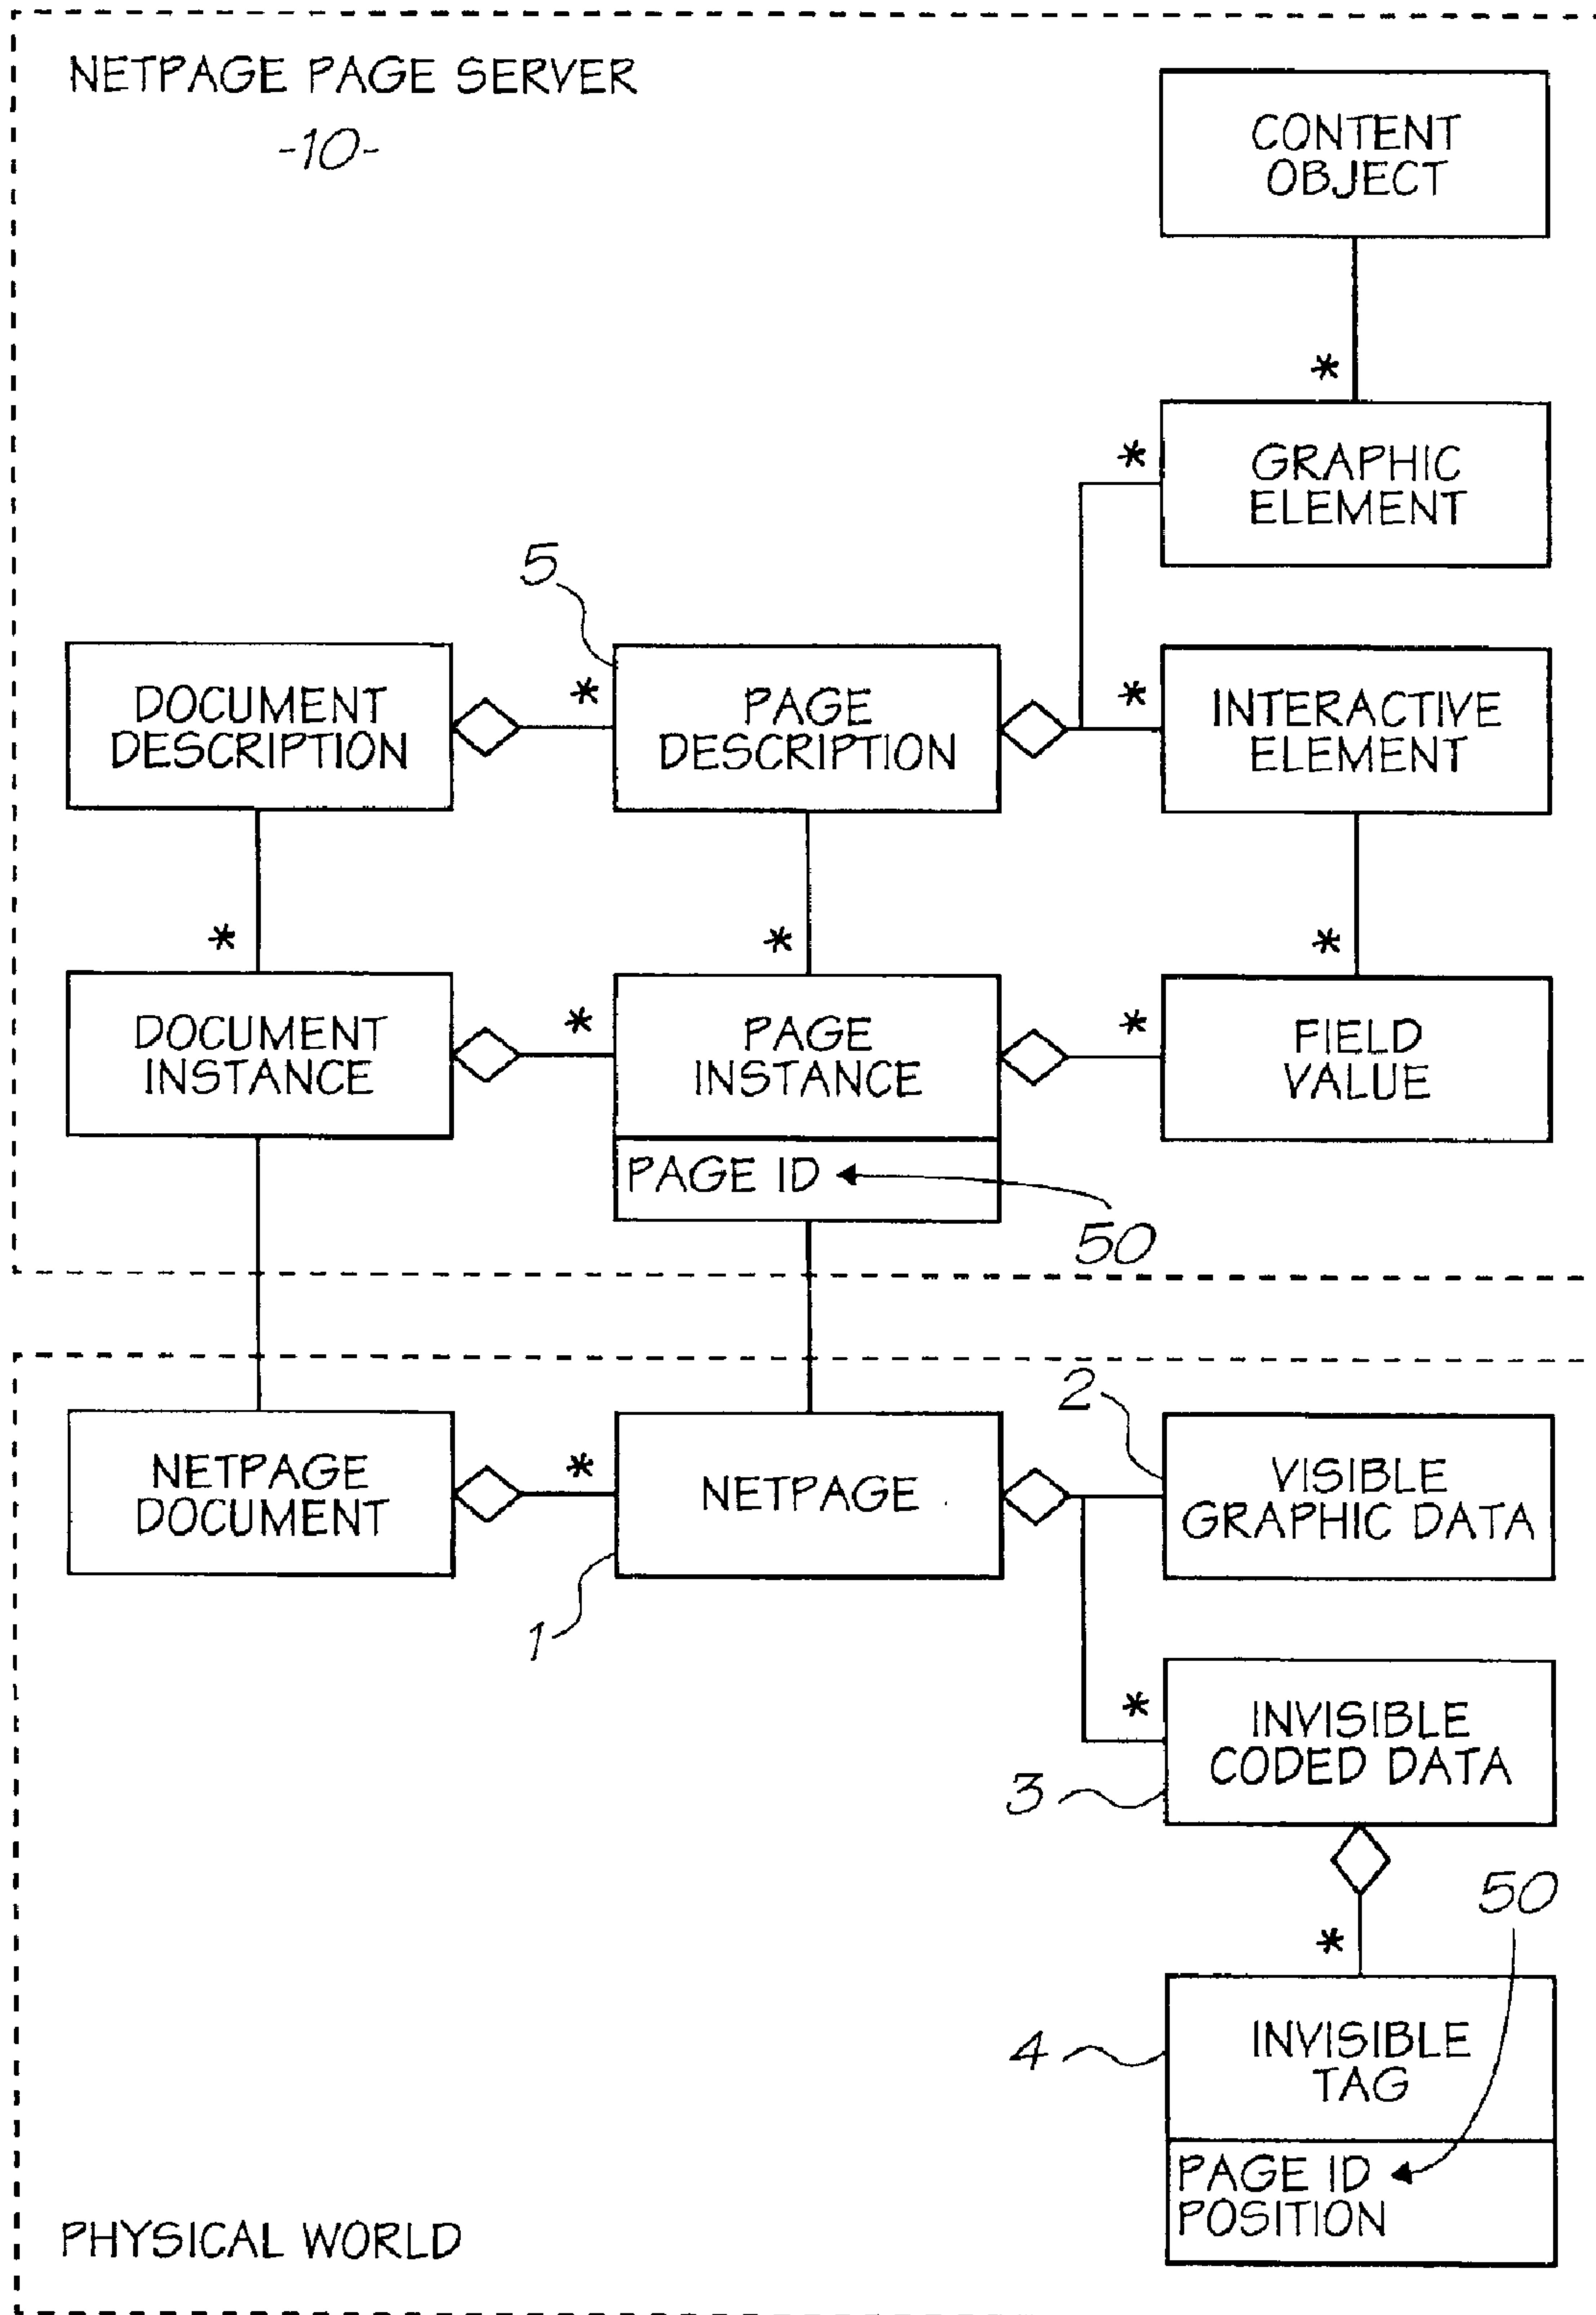 NETPAGE PAGE SERVER
-10-
CONTENT
OBJECT
*
*
GRAPHIC
ELEMENT
5
DOCUMENT
DESCRIPTION
*
PAGE
DESCRIPTION
*
INTERACTIVE
ELEMENT
*
*
*
DOCUMENT
INSTANCE
*
PAGE
INSTANCE
*
FIELD
VALUE
PAGE ID
50
2
NETPAGE
DOCUMENT
*
NETPAGE
VISIBLE
GRAPHIC DATA
1
*
INVISIBLE
CODED DATA
3
50
*
4
INVISIBLE
TAG
PAGE ID
POSITION
PHYSICAL WORLD